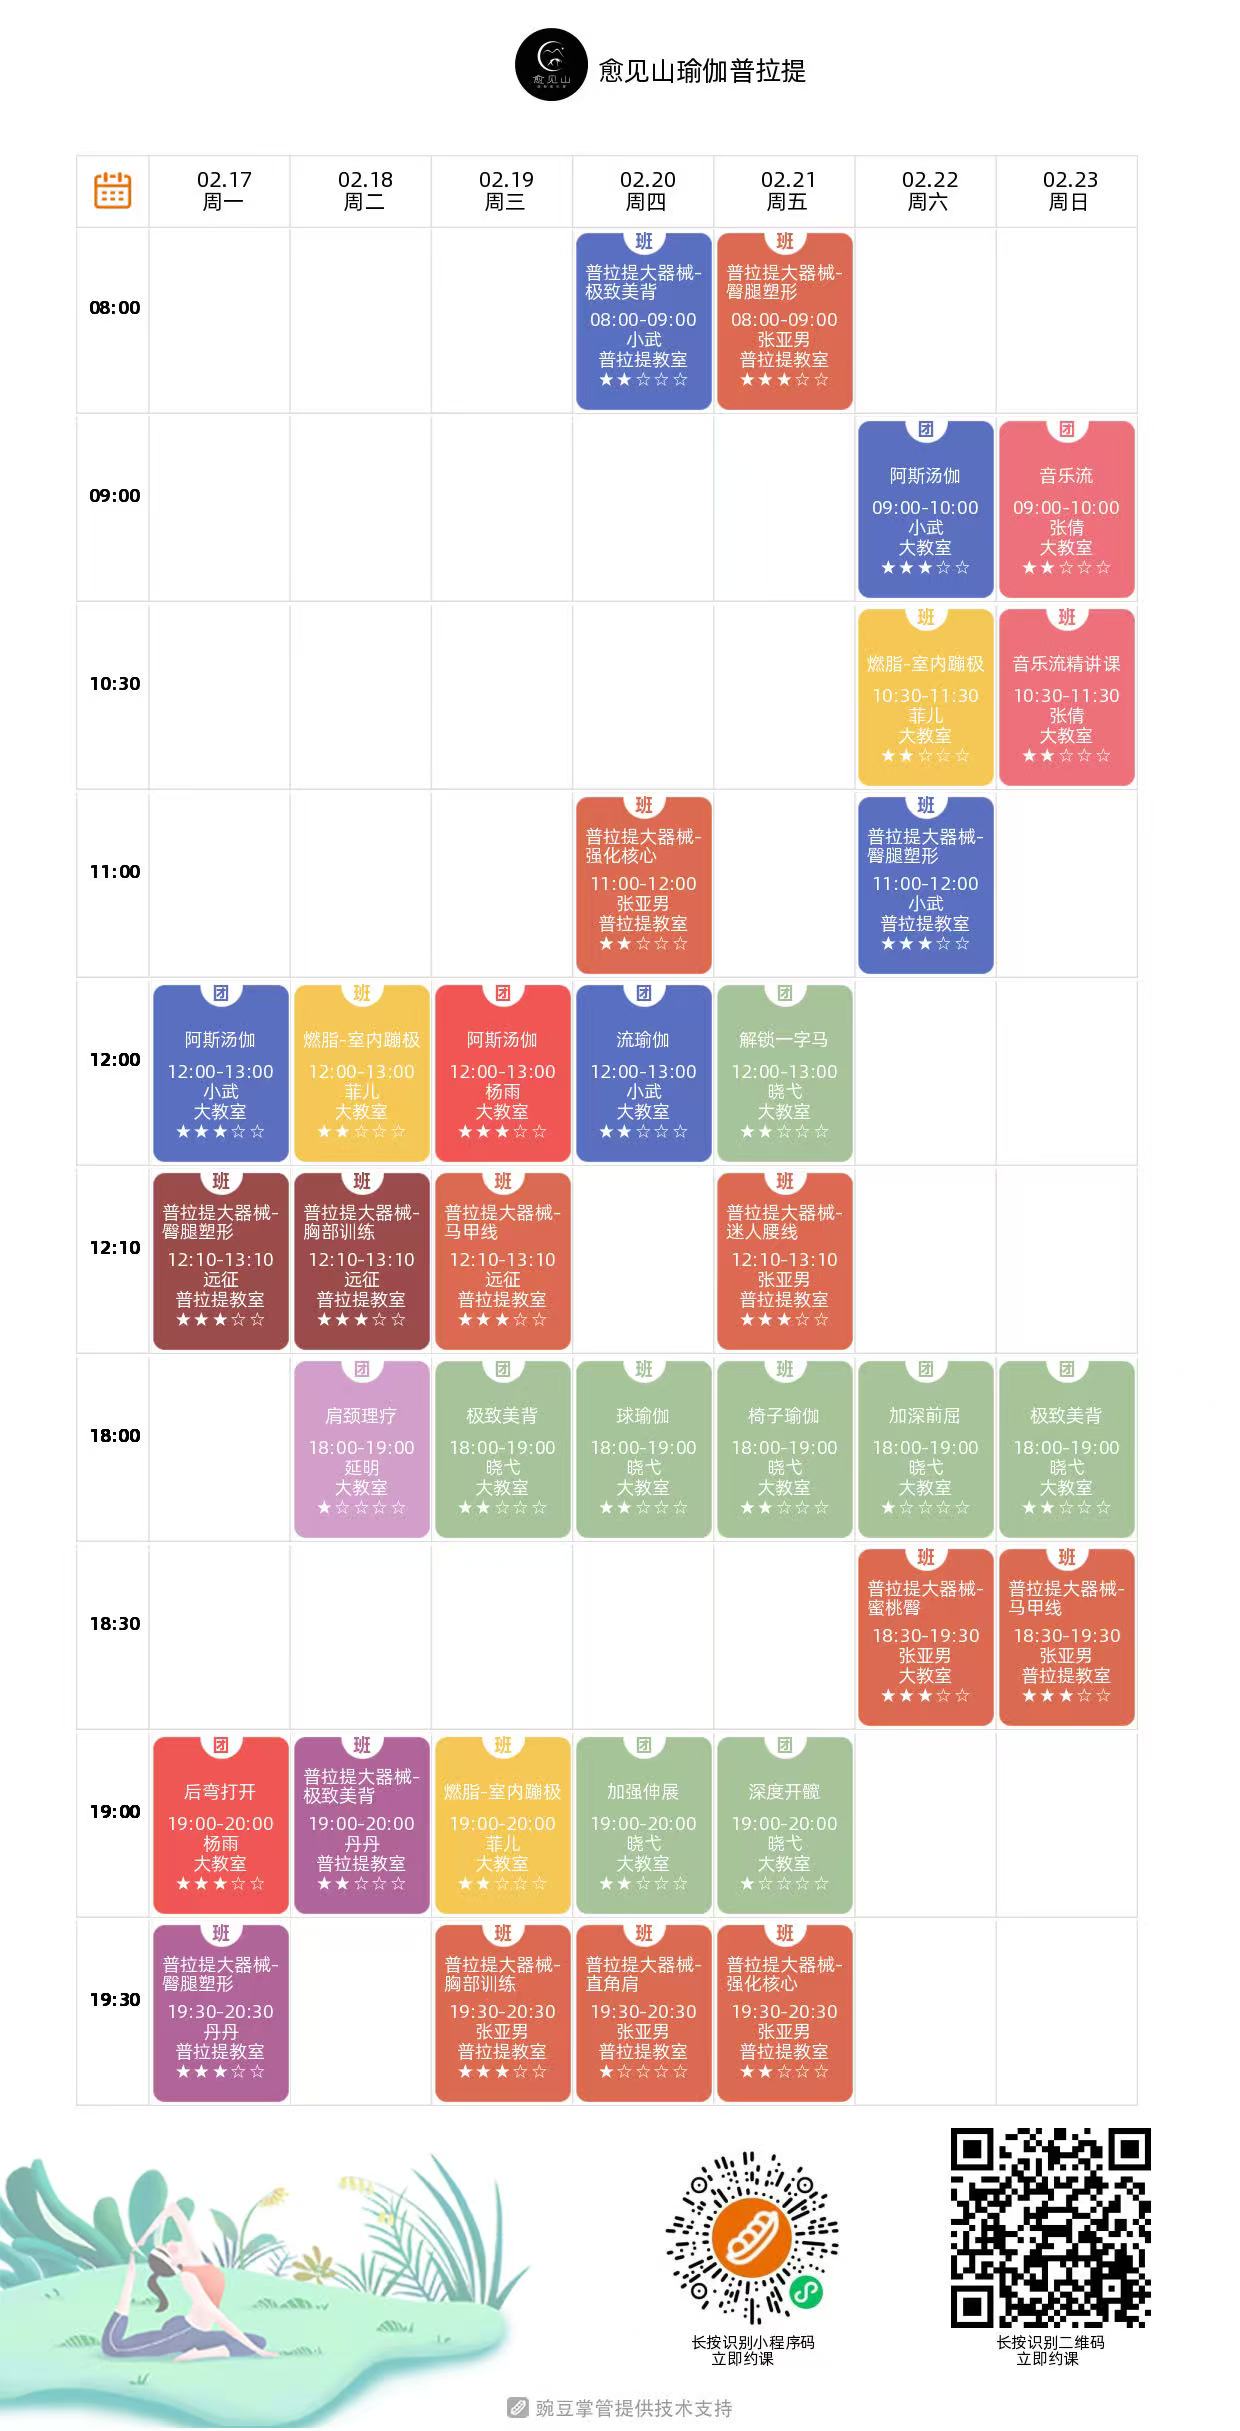 愈见山
愈见山瑜伽普拉提
02.17
周一
02.18
周二
02.19
周三
02.20
周四
02.21
周五
02.22
周六
02.23
周日
08:00
班
普拉提大器械-
极致美背
08:00-09:00
小武
普拉提教室
★★☆☆☆
班
普拉提大器械-
臀腿塑形
08:00-09:00
张亚男
普拉提教室
★★★☆☆
09:00
团
阿斯汤伽
09:00-10:00
小武
大教室
★★★☆☆
团
音乐流
09:00-10:00
张倩
大教室
★★☆☆☆
10:30
班
燃脂-室内蹦极
10:30-11:30
菲儿
大教室
★★☆☆☆
班
音乐流精讲课
10:30-11:30
张倩
大教室
★★☆☆☆
11:00
班
普拉提大器械-
强化核心
11:00-12:00
张亚男
普拉提教室
★★☆☆☆
班
普拉提大器械-
臀腿塑形
11:00-12:00
小武
普拉提教室
★★★☆☆
12:00
团
阿斯汤伽
12:00-13:00
小武
大教室
★★★☆☆
班
燃脂-室内蹦极
12:00-13:00
菲儿
大教室
★★☆☆☆
团
阿斯汤伽
12:00-13:00
杨雨
大教室
★★★☆☆
团
流瑜伽
12:00-13:00
小武
大教室
★★☆☆☆
团
解锁一字马
12:00-13:00
晓弋
大教室
★★☆☆☆
12:10
班
普拉提大器械-
臀腿塑形
12:10-13:10
远征
普拉提教室
★★★☆☆
班
普拉提大器械-
胸部训练
12:10-13:10
远征
普拉提教室
★★★☆☆
班
普拉提大器械-
马甲线
12:10-13:10
远征
普拉提教室
★★★☆☆
班
普拉提大器械-
迷人腰线
12:10-13:10
张亚男
普拉提教室
★★★☆☆
18:00
团
肩颈理疗
18:00-19:00
延明
大教室
★☆☆☆☆
团
极致美背
18:00-19:00
晓弋
大教室
★★☆☆☆
班
球瑜伽
18:00-19:00
晓弋
大教室
★★☆☆☆
班
椅子瑜伽
18:00-19:00
晓弋
大教室
★★☆☆☆
团
加深前屈
18:00-19:00
晓弋
大教室
★☆☆☆☆
团
极致美背
18:00-19:00
晓弋
大教室
★★☆☆☆
18:30
班
普拉提大器械-
蜜桃臀
18:30-19:30
张亚男
大教室
★★★☆☆
班
普拉提大器械-
马甲线
18:30-19:30
张亚男
普拉提教室
★★★☆☆
19:00
团
后弯打开
19:00-20:00
杨雨
大教室
★★★☆☆
班
普拉提大器械-
极致美背
19:00-20:00
丹丹
普拉提教室
★★☆☆☆
班
燃脂-室内蹦极
19:00-20:00
菲儿
大教室
★★☆☆☆
团
加强伸展
19:00-20:00
晓弋
大教室
★★☆☆☆
团
深度开髋
19:00-20:00
晓弋
大教室
★☆☆☆☆
19:30
班
普拉提大器械-
臀腿塑形
19:30-20:30
丹丹
普拉提教室
★★★☆☆
班
普拉提大器械-
胸部训练
19:30-20:30
张亚男
普拉提教室
★★★☆☆
班
普拉提大器械-
直角肩
19:30-20:30
张亚男
普拉提教室
★☆☆☆☆
班
普拉提大器械-
强化核心
19:30-20:30
张亚男
普拉提教室
★★☆☆☆
长按识别小程序码
立即约课
长按识别二维码
立即约课
豌豆掌管提供技术支持